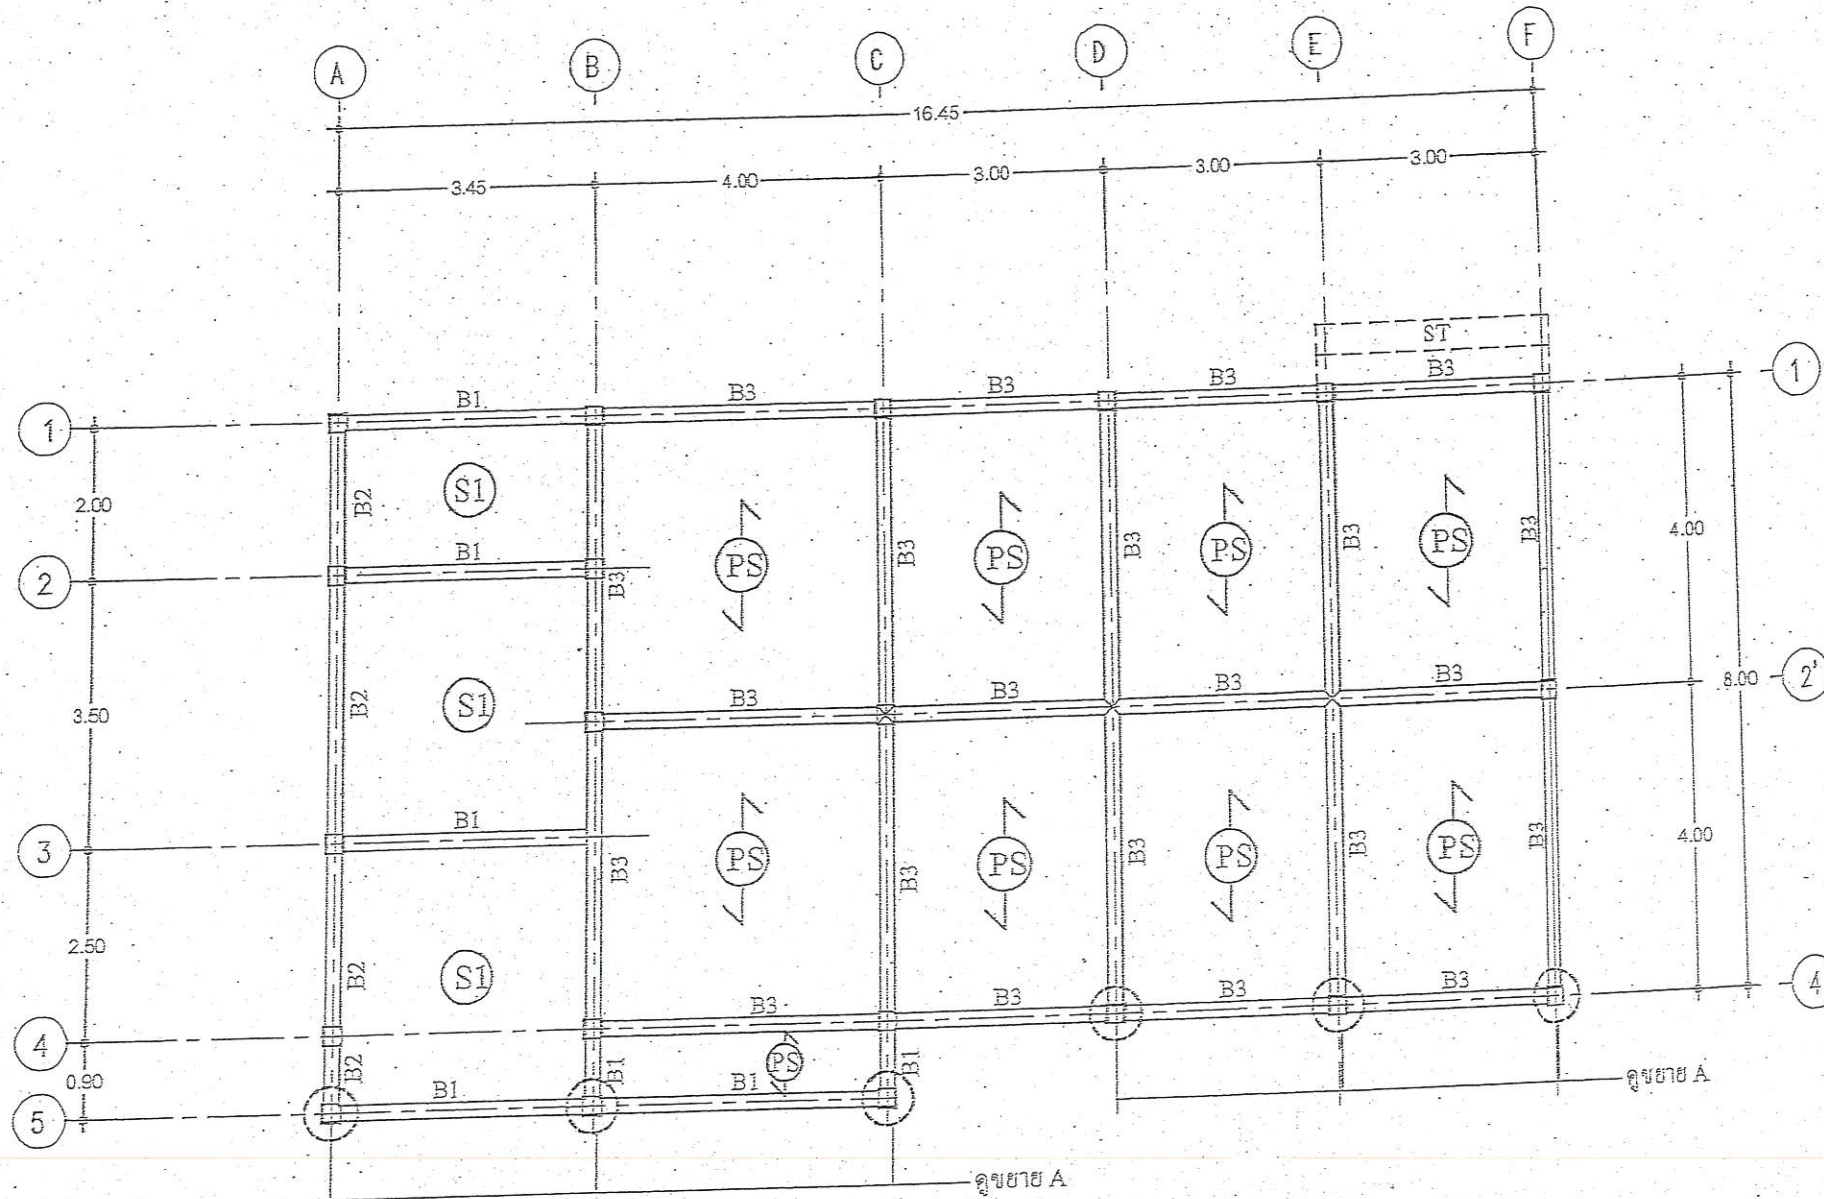 A B C D E F
16.45
3.45 4.00 3.00 3.00 3.00
ST
1 B1 B3 B3 B3 B3 1
2.00 B2 S1 4.00
PS PS PS PS
B3 B3 B3 B3
2 B1 B3
8.00
3.50 B2 S1 B3 B3 B3 B3 2'
3 B1
B3 PS B3 PS B3 PS B3 PS B3 4.00
2.50 B2 S1
4 B3 B3 B3 B3 4
0.90 B2 B1 PS B1
5 B1 B1
ดูขยาย A
ดูขยาย A